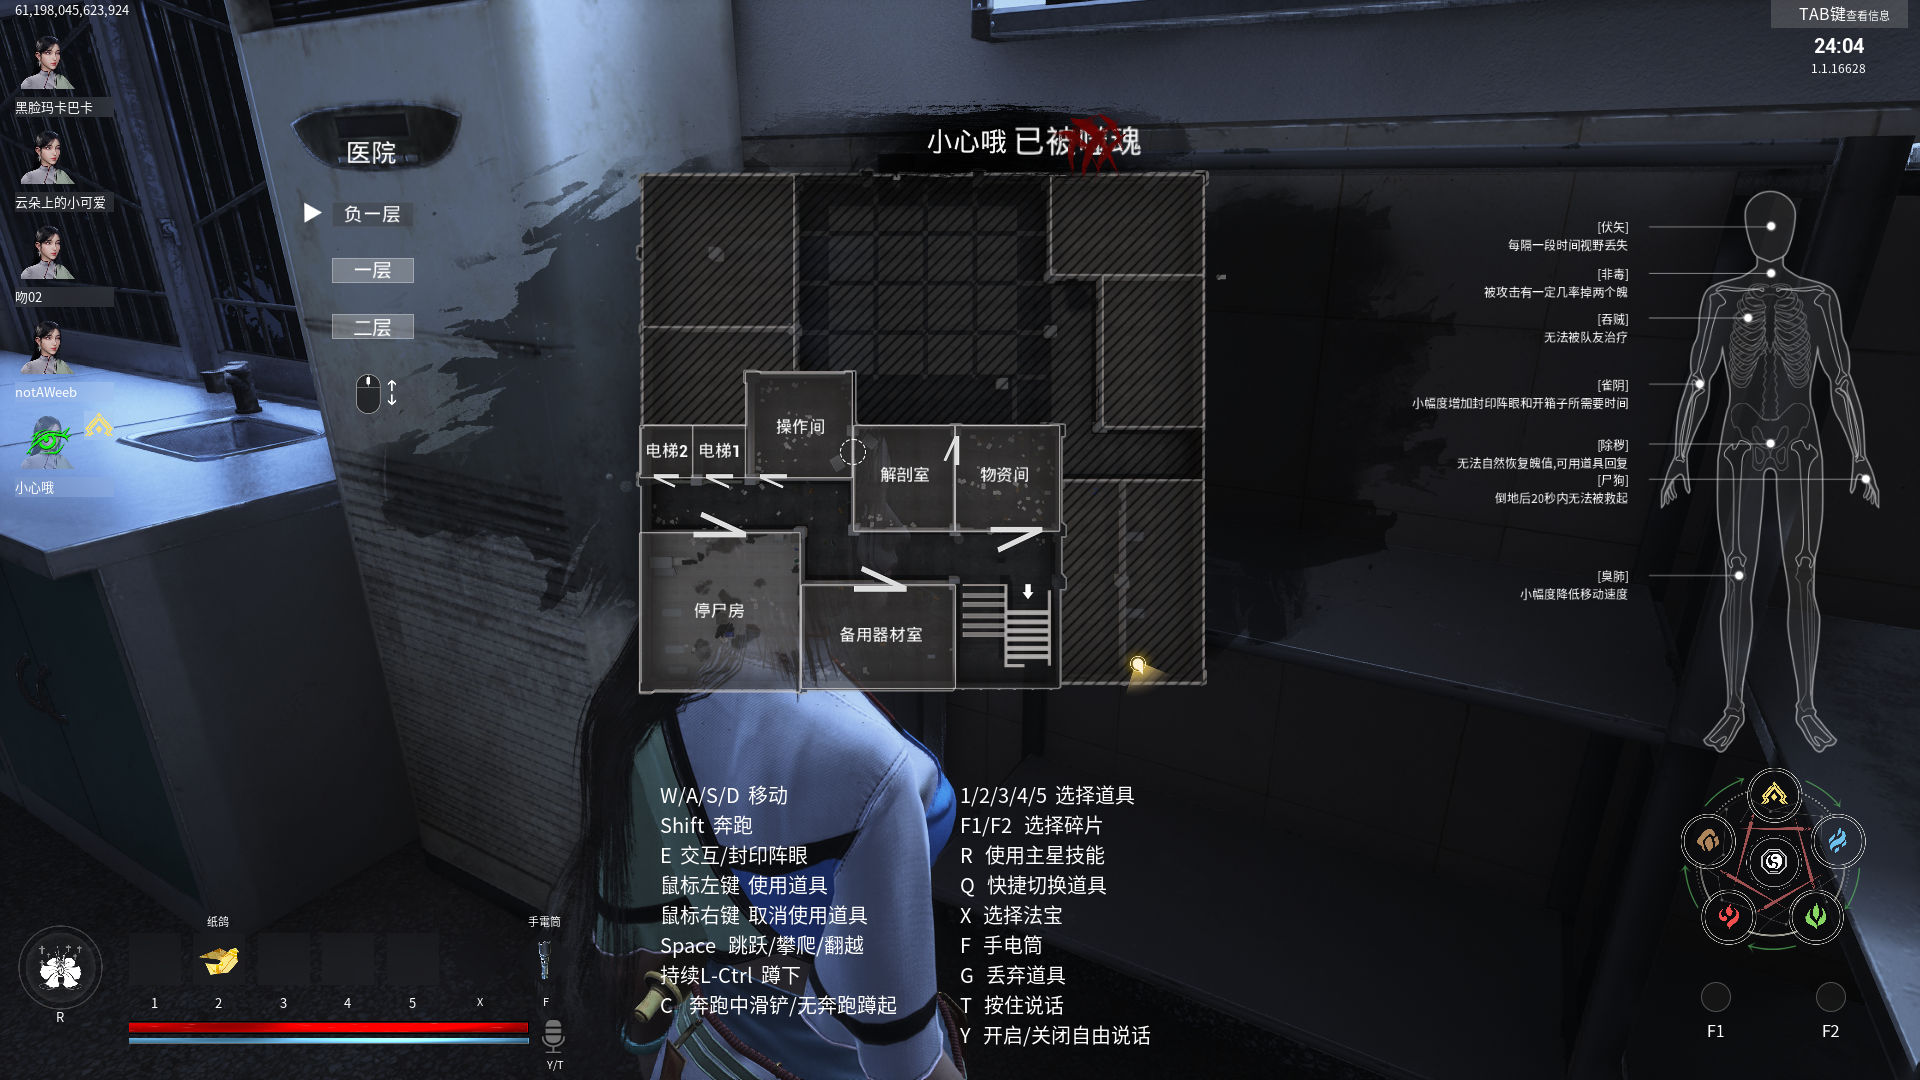 61,198,045,623,924
黑脸玛卡巴卡
云朵上的小可爱
吻02
notAWeeb
小心哦
医院
负一层
一层
二层
小心哦 已被 魂
操作间
电梯2
电梯1
解剖室
物资间
停尸房
备用器材室
TAB键查看信息
24:04
1.1.16628
[伏矢]
每隔一段时间视野丢失
[非毒]
被攻击有一定几率掉两个魄
[吞贼]
无法被队友治疗
[雀阴]
小幅度增加封印阵眼和开箱子所需要时间
[除秽]
无法自然恢复魄值,可用道具回复
[尸狗]
倒地后20秒内无法被救起
[臭肺]
小幅度降低移动速度
W/A/S/D 移动
Shift 奔跑
E 交互/封印阵眼
鼠标左键 使用道具
鼠标右键 取消使用道具
Space 跳跃/攀爬/翻越
持续L-Ctrl 蹲下
C 奔跑中滑铲/无奔跑蹲起
1/2/3/4/5 选择道具
F1/F2 选择碎片
R 使用主星技能
Q 快捷切换道具
X 选择法宝
F 手电筒
G 丢弃道具
T 按住说话
Y 开启/关闭自由说话
纸鸽
手電筒
R
1 2 3 4 5 X F
Y/T
F1 F2